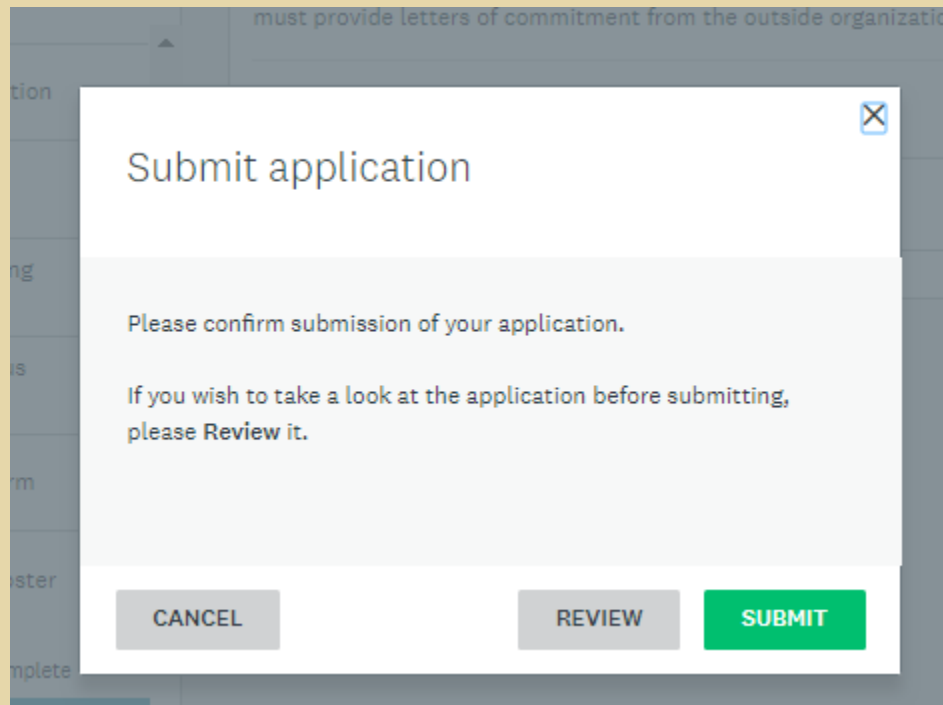 must provide letters of commitment from the outside
tion
Submit application
ng
Please confirm submission of your application.
us
If you wish to take a look at the application before submitting,
please Review it.
rm
oster
CANCEL
REVIEW
SUBMIT
mplete